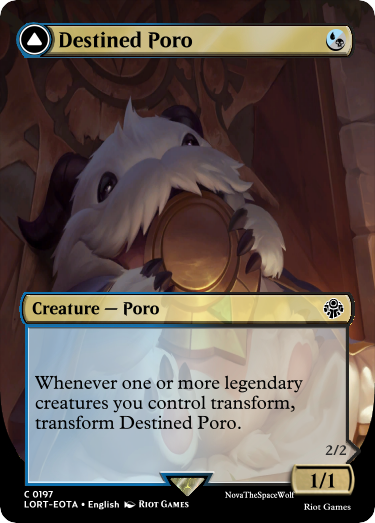 Destined Poro
Creature — Poro
Whenever one or more legendary
creatures you control transform,
transform Destined Poro.
2/2
1/1
C 0197
LORT-EOTA • English Riot Games
NovaTheSpaceWolf
Riot Games